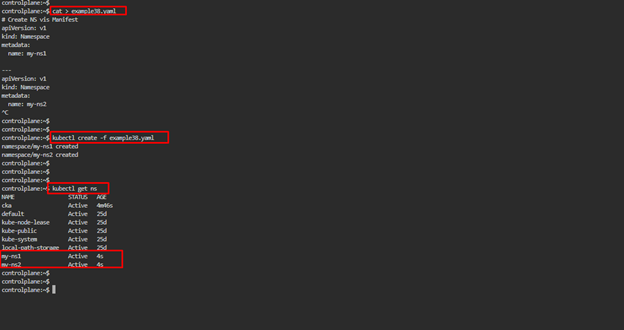 controlplane:~$
controlplane:~$ cat > example38.yaml
# Create NS vis Manifest
apiVersion: v1
kind: Namespace
metadata:
  name: my-ns1

---
apiVersion: v1
kind: Namespace
metadata:
  name: my-ns2
^C
controlplane:~$
controlplane:~$
controlplane:~$ kubectl create -f example38.yaml
namespace/my-ns1 created
namespace/my-ns2 created
controlplane:~$
controlplane:~$
controlplane:~$
controlplane:~$ kubectl get ns
NAME                 STATUS   AGE
cka                  Active   4m46s
default              Active   25d
kube-node-lease      Active   25d
kube-public          Active   25d
kube-system          Active   25d
local-path-storage   Active   25d
my-ns1               Active   4s
my-ns2               Active   4s
controlplane:~$
controlplane:~$
controlplane:~$